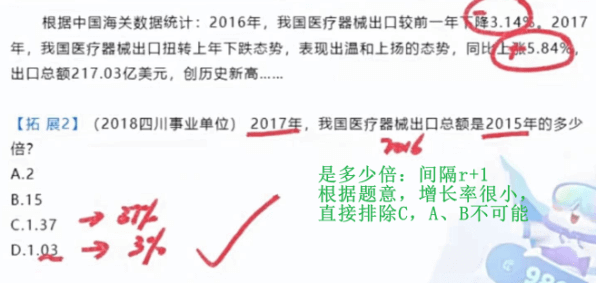 根据中国海关数据统计：2016年，我国医疗器械出口较前一年下降3.14%。2017
年，我国医疗器械出口扭转上年下跌态势，表现出温和上扬的态势，同比上涨5.84%，
出口总额217.03亿美元，创历史新高……
【拓展2】（2018四川事业单位）2017年，我国医疗器械出口总额是2015年的多少
倍？
2016
A.2
B.15
C.1.37 → 37%
D.1.03 → 3%
是多少倍：间隔r+1
根据题意，增长率很小，
直接排除C，A、B不可能